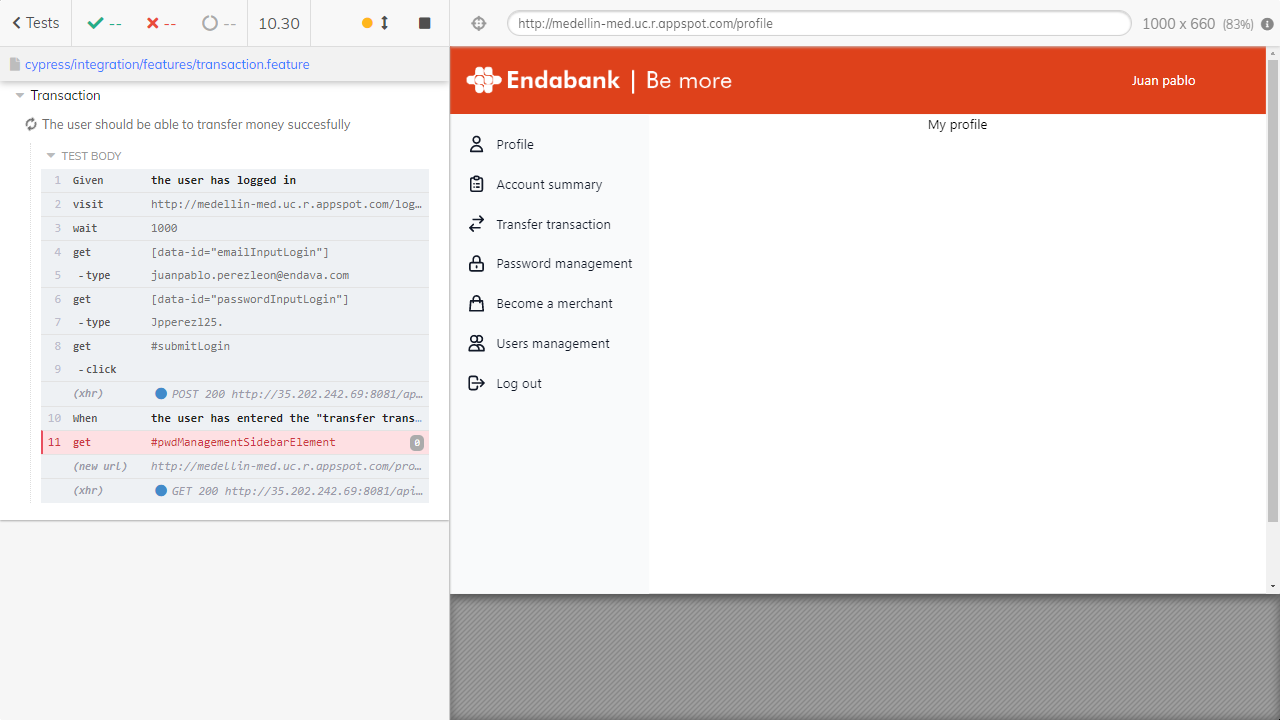 Tests
--
--
--
10.30
http://medellin-med.uc.r.appspot.com/profile
1000 x 660 (83%)
cypress/integration/features/transaction.feature
Transaction
The user should be able to transfer money succesfully
TEST BODY
1 Given the user has logged in
2 visit http://medellin-med.uc.r.appspot.com/log…
3 wait 1000
4 get [data-id="emailInputLogin"]
5 -type juanpablo.perezleon@endava.com
6 get [data-id="passwordInputLogin"]
7 -type Jpperezl25.
8 get #submitLogin
9 -click
(xhr) POST 200 http://35.202.242.69:8081/ap…
10 When the user has entered the "transfer trans…
11 get #pwdManagementSidebarElement 0
(new url) http://medellin-med.uc.r.appspot.com/pro…
(xhr) GET 200 http://35.202.242.69:8081/api…
Endabank | Be more
Juan pablo
My profile
Profile
Account summary
Transfer transaction
Password management
Become a merchant
Users management
Log out